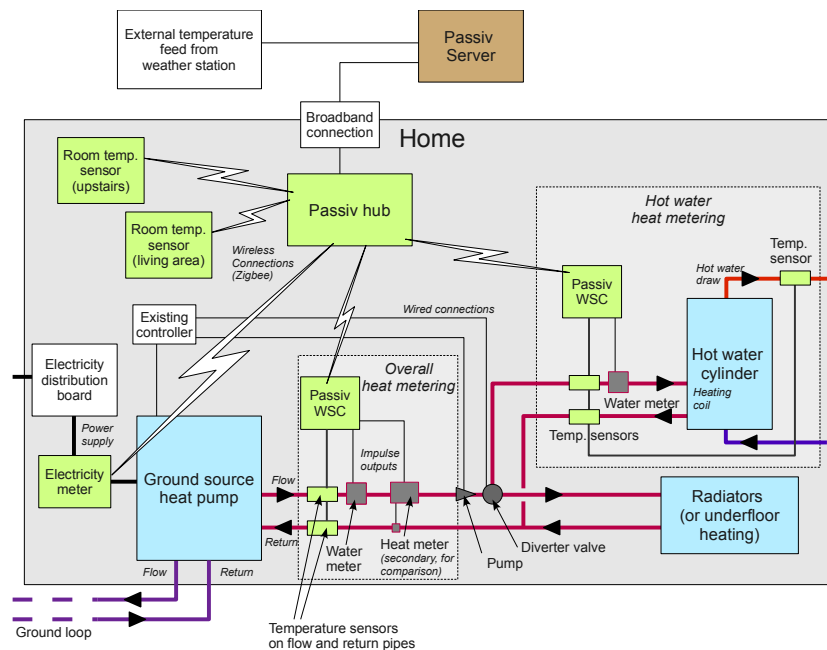 External temperature
feed from
weather station
Passiv
Server
Broadband
connection
Home
Room temp.
sensor
(upstairs)
Passiv hub
Room temp.
sensor
(living area)
Wireless
Connections
(Zigbee)
Hot water
heat metering
Temp.
sensor
Hot water
draw
Passiv
WSC
Existing
controller
Wired connections
Electricity
distribution
board
Overall
heat metering
Hot water
cylinder
Heating
coil
Water meter
Temp. sensors
Passiv
WSC
Power
supply
Impulse
outputs
Electricity
meter
Ground source
heat pump
Flow
Return
Radiators
(or underfloor
heating)
Water
meter
Heat meter
(secondary, for
comparison)
Pump
Diverter valve
Flow
Return
Ground loop
Temperature sensors
on flow and return pipes